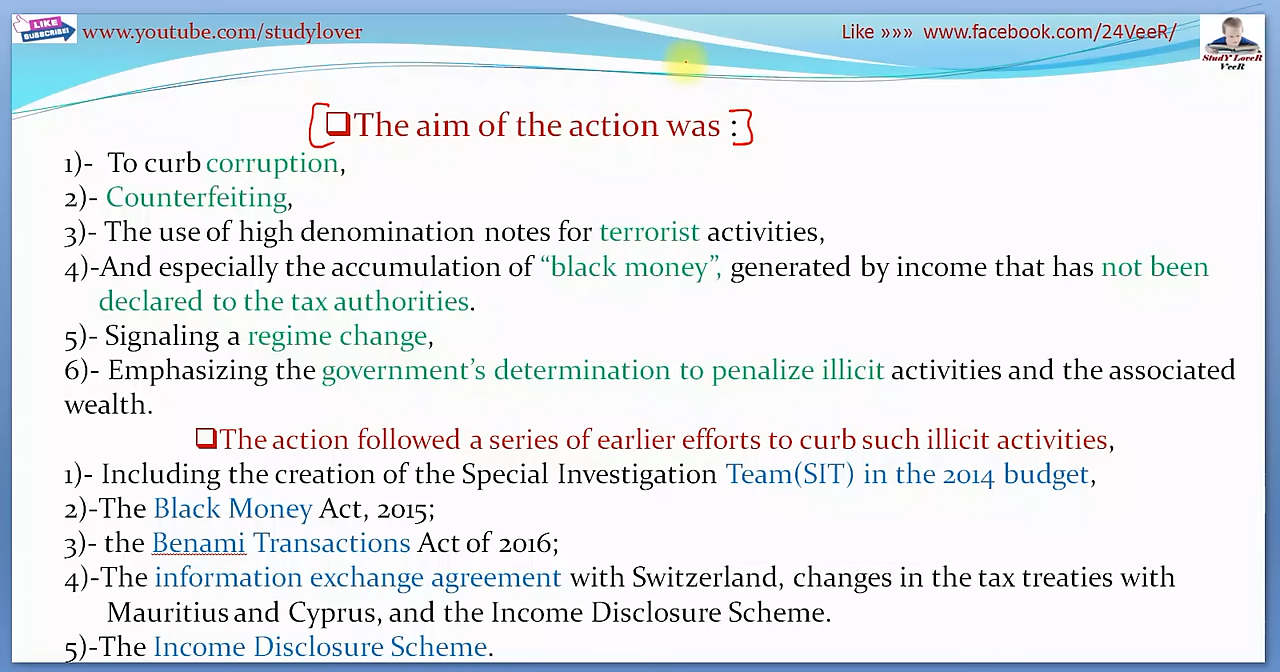 LIKE
SUBSCRIBE!
www.youtube.com/studylover
Like »»» www.facebook.com/24VeeR/
StudY LoveR
VeeR
❑The aim of the action was :
1)- To curb corruption,
2)- Counterfeiting,
3)- The use of high denomination notes for terrorist activities,
4)-And especially the accumulation of “black money”, generated by income that has not been
declared to the tax authorities.
5)- Signaling a regime change,
6)- Emphasizing the government’s determination to penalize illicit activities and the associated
wealth.
❑The action followed a series of earlier efforts to curb such illicit activities,
1)- Including the creation of the Special Investigation Team(SIT) in the 2014 budget,
2)-The Black Money Act, 2015;
3)- the Benami Transactions Act of 2016;
4)-The information exchange agreement with Switzerland, changes in the tax treaties with
Mauritius and Cyprus, and the Income Disclosure Scheme.
5)-The Income Disclosure Scheme.